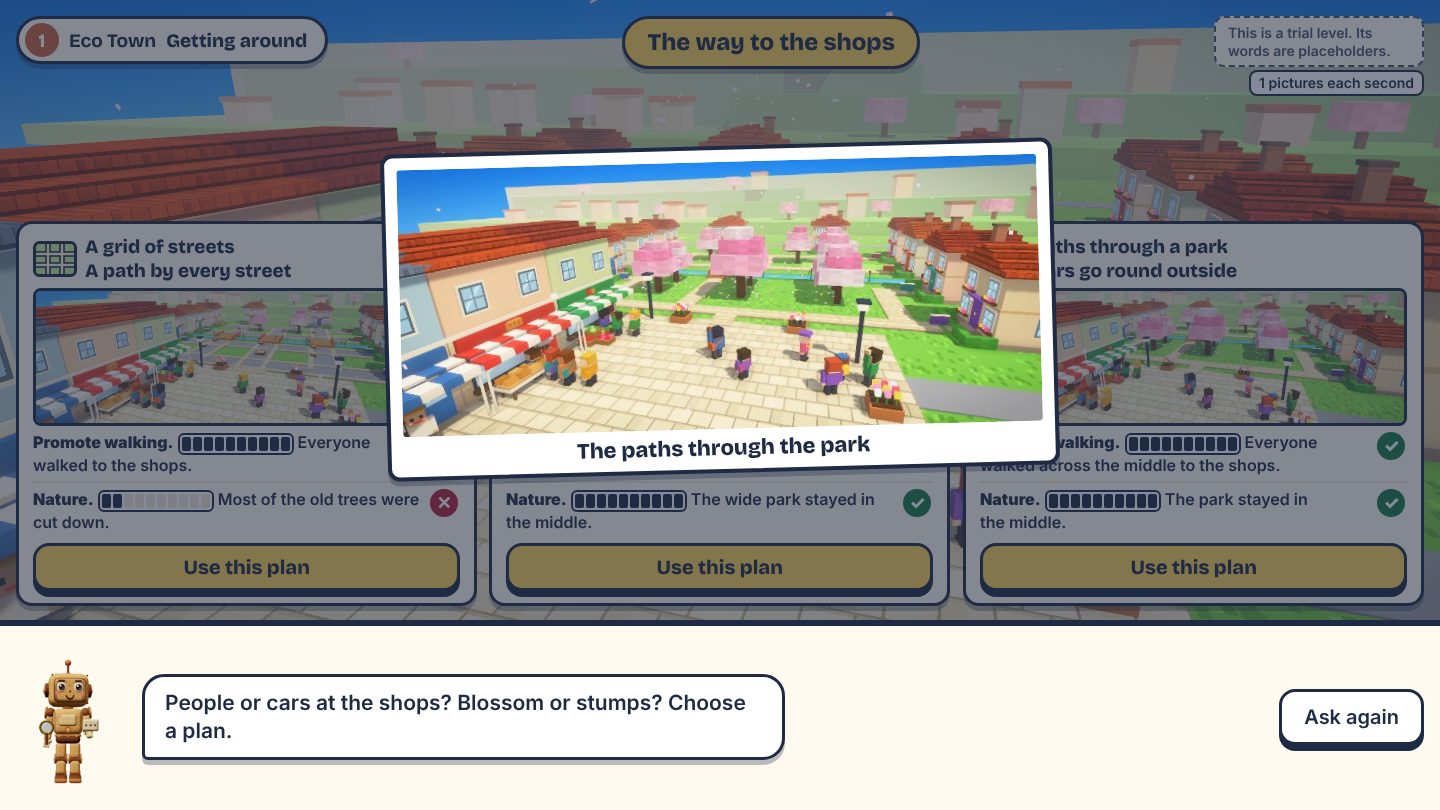 1 Eco Town Getting around
The way to the shops
This is a trial level. Its
words are placeholders.
1 pictures each second
A grid of streets
A path by every street
Promote walking. Everyone
walked to the shops.
Nature. Most of the old trees were
cut down.
Use this plan
The paths through the park
Nature. The wide park stayed in
the middle.
Use this plan
ths through a park
rs go round outside
walking. Everyone
walked across the middle to the shops.
Nature. The park stayed in
the middle.
Use this plan
People or cars at the shops? Blossom or stumps? Choose
a plan.
Ask again